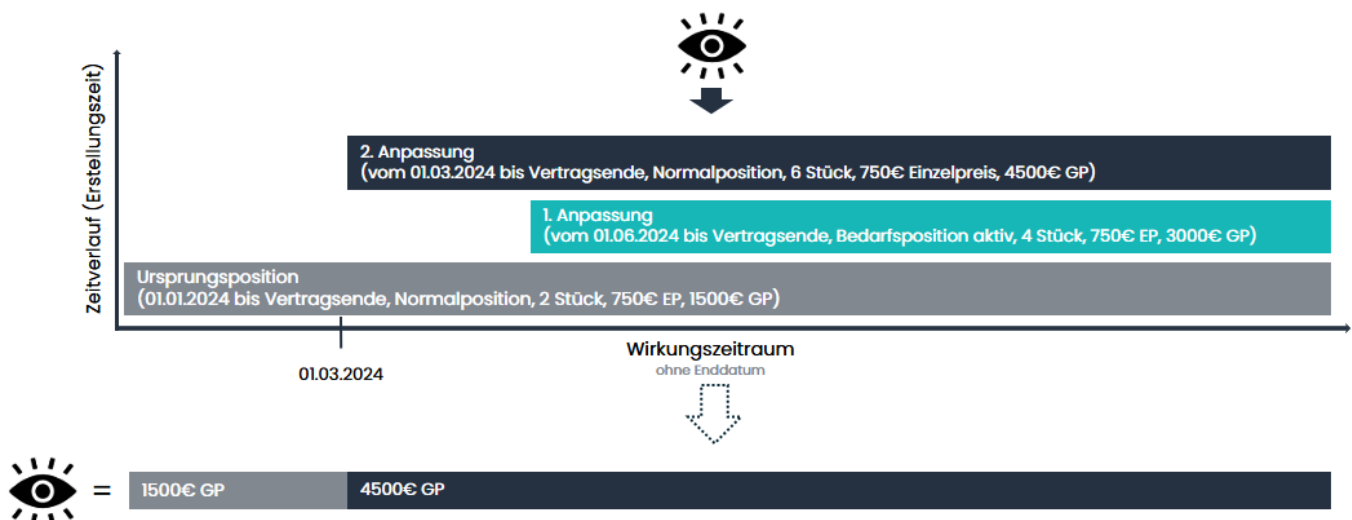 Zeitverlauf (Erstellungszeit)
2. Anpassung
(vom 01.03.2024 bis Vertragsende, Normalposition, 6 Stück, 750€ Einzelpreis, 4500€ GP)
1. Anpassung
(vom 01.06.2024 bis Vertragsende, Bedarfsposition aktiv, 4 Stück, 750€ EP, 3000€ GP)
Ursprungsposition
(01.01.2024 bis Vertragsende, Normalposition, 2 Stück, 750€ EP, 1500€ GP)
01.03.2024
Wirkungszeitraum
ohne Enddatum
=
1500€ GP
4500€ GP